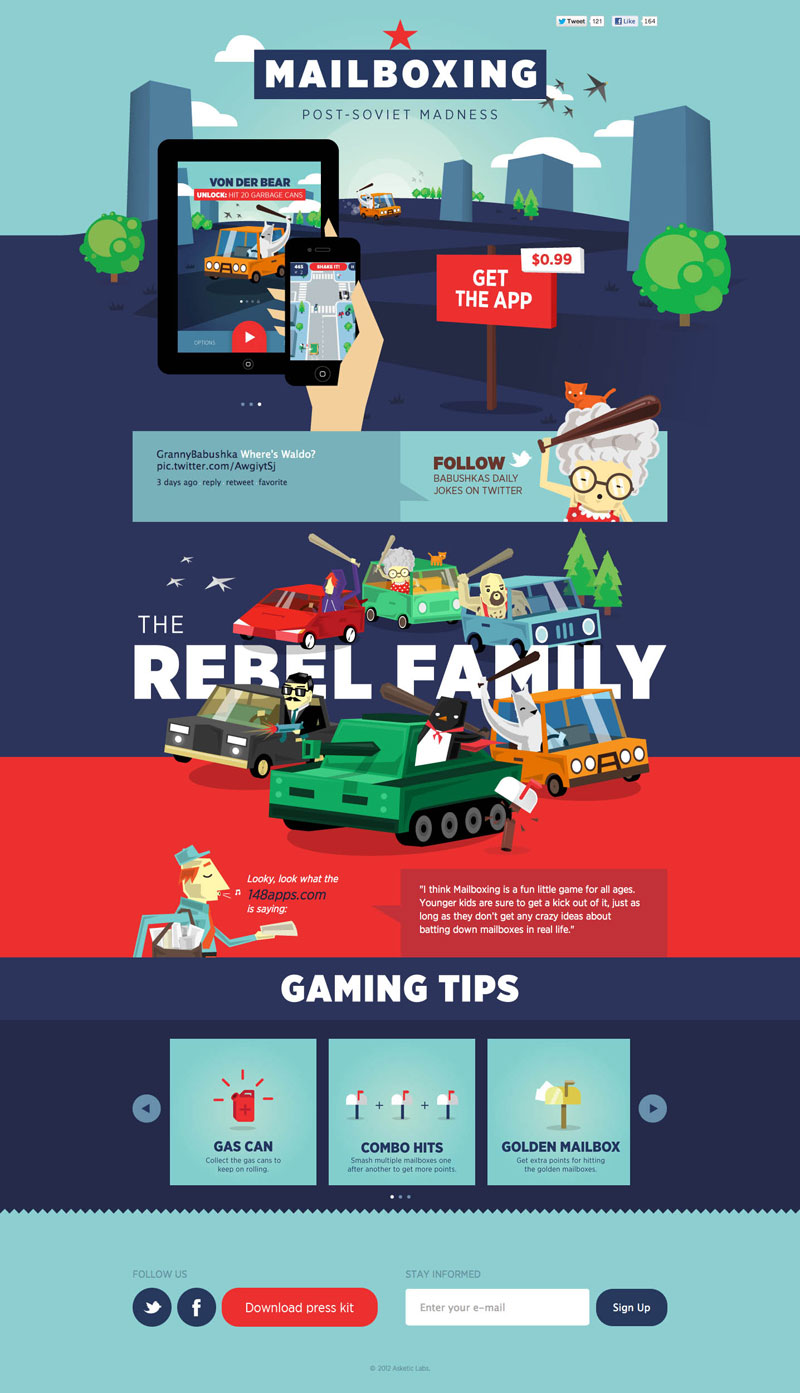 Tweet 121 Like 164
MAILBOXING
POST-SOVIET MADNESS
VON DER BEAR
UNLOCK: HIT 20 GARBAGE CANS
OPTIONS
465
SHAKE IT!
$0.99
GET
THE APP
GrannyBabushka Where's Waldo?
pic.twitter.com/AwgiytSj
3 days ago reply retweet favorite
FOLLOW
BABUSHKAS DAILY
JOKES ON TWITTER
THE
REBEL FAMILY
Looky, look what the
148apps.com
is saying:
"I think Mailboxing is a fun little game for all ages.
Younger kids are sure to get a kick out of it, just as
long as they don't get any crazy ideas about
batting down mailboxes in real life."
GAMING TIPS
GAS CAN
Collect the gas cans to
keep on rolling.
+ +
COMBO HITS
Smash multiple mailboxes one
after another to get more points.
GOLDEN MAILBOX
Get extra points for hitting
the golden mailboxes.
FOLLOW US
Download press kit
STAY INFORMED
Enter your e-mail
Sign Up
© 2012 Asketic Labs.